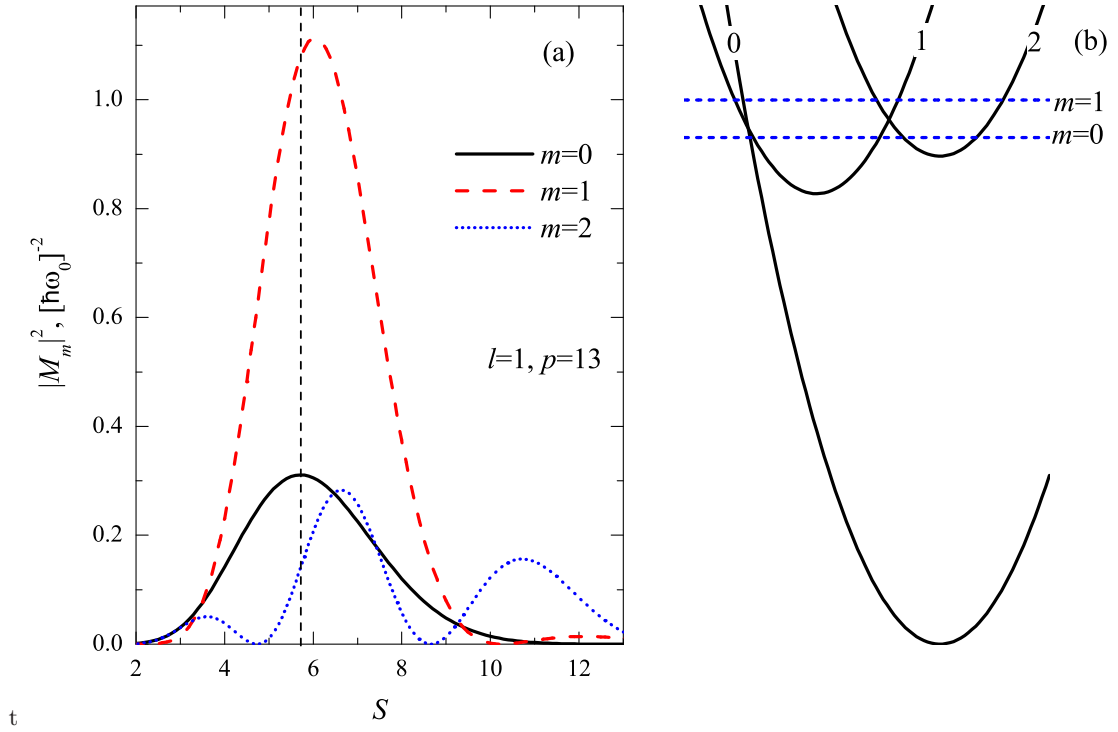 (a)
|M_m|², [ħω₀]⁻²
1.0
0.8
0.6
0.4
0.2
0.0
m=0
m=1
m=2
l=1, p=13
2 4 6 8 10 12
S
0 1 2 (b)
m=1
m=0
t